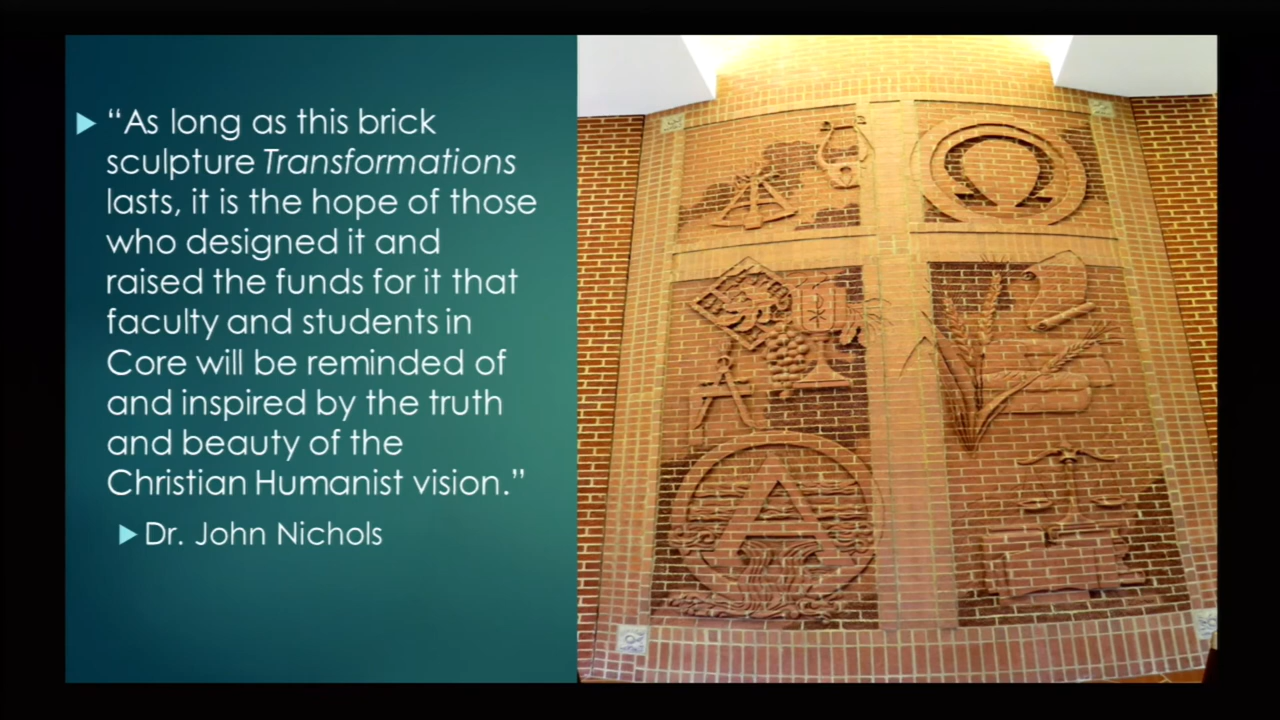 “As long as this brick
sculpture Transformations
lasts, it is the hope of those
who designed it and
raised the funds for it that
faculty and students in
Core will be reminded of
and inspired by the truth
and beauty of the
Christian Humanist vision.”
Dr. John Nichols
Ω
A